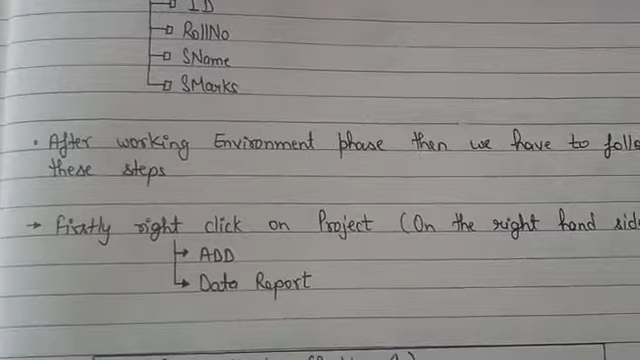 ID
RollNo
SName
SMarks
• After working Environment phase then we have to follo
these steps
→ Firstly right click on Project (On the right hand sid
ADD
Data Report